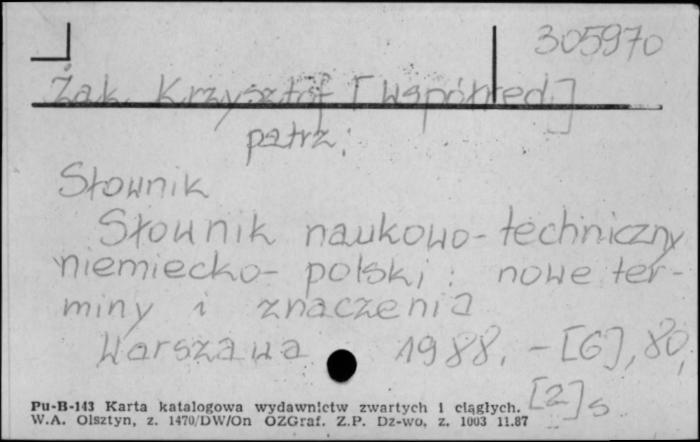 305970
Żak Krzysztof [współred.]
patrz:
Słownik
Słownik naukowo-techniczny
niemiecko-polski: nowe ter-
miny i znaczenia
Warszawa 1988. - [6], 80,
[2] s
Pu-B-143 Karta katalogowa wydawnictw zwartych i ciągłych.
W.A. Olsztyn, z. 1470/DW/On OZGraf. Z.P. Dz-wo, z. 1003 11.87